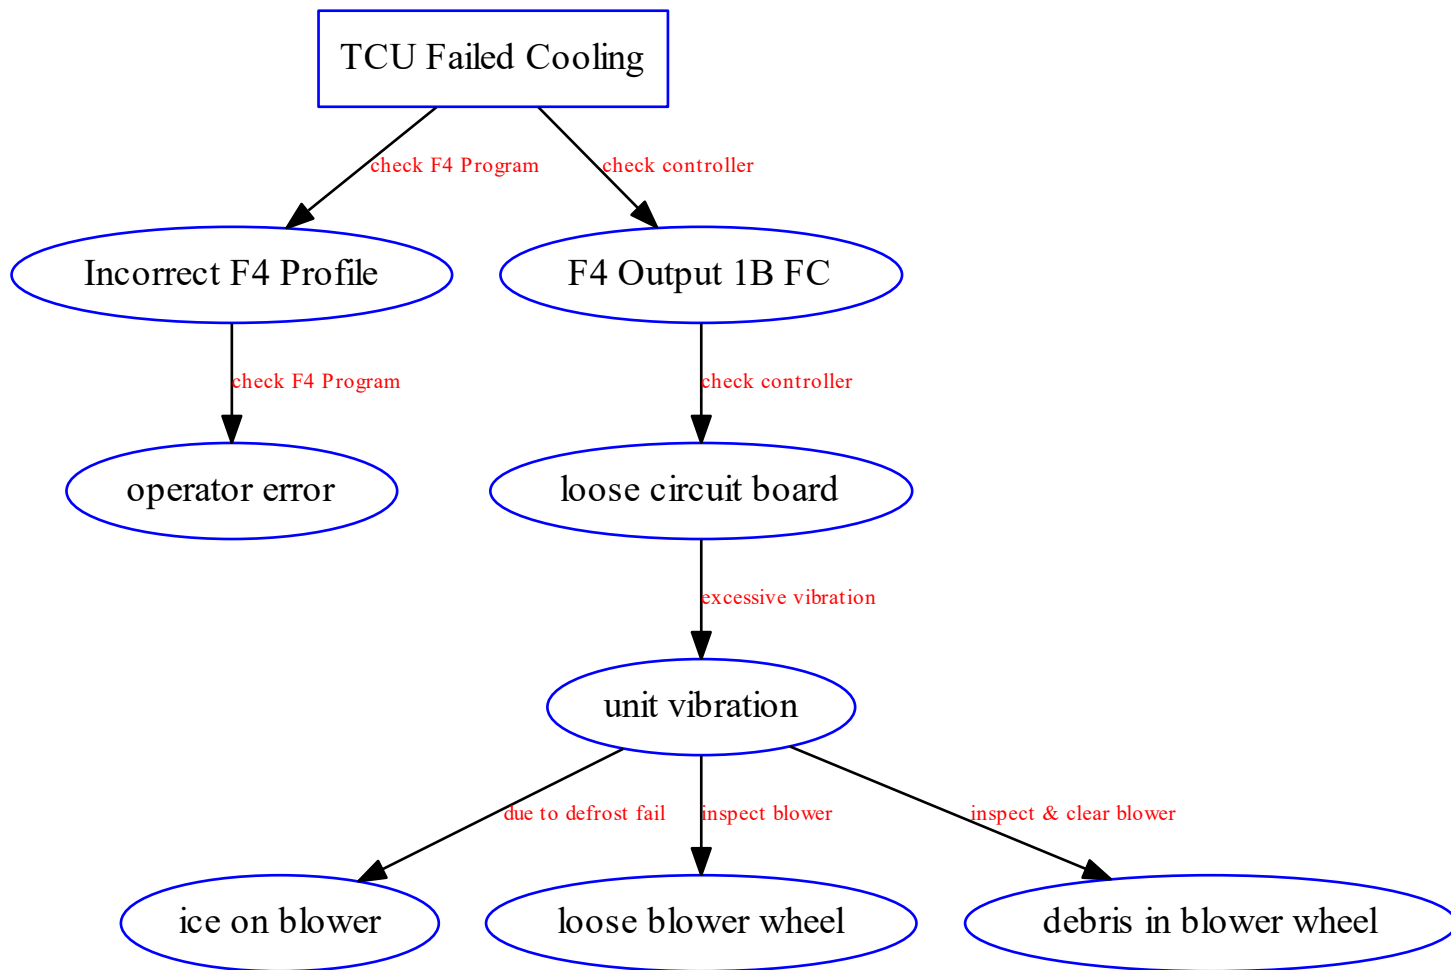 TCU Failed Cooling
check F4 Program
check controller
Incorrect F4 Profile
F4 Output 1B FC
check F4 Program
check controller
operator error
loose circuit board
excessive vibration
unit vibration
due to defrost fail
inspect blower
inspect & clear blower
ice on blower
loose blower wheel
debris in blower wheel